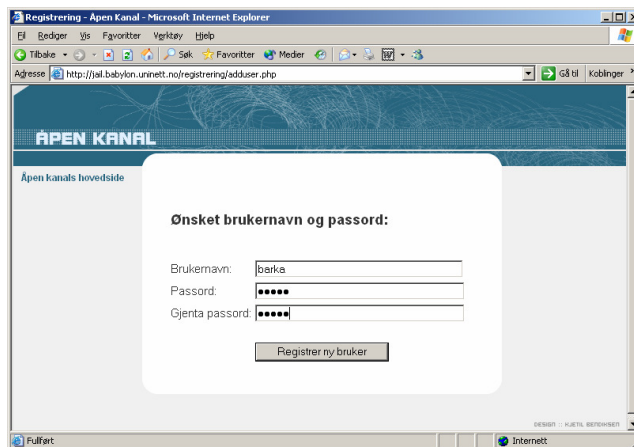 Registrering - Åpen Kanal - Microsoft Internet Explorer
Fil Rediger Vis Favoritter Verktøy Hjelp
Tilbake Søk Favoritter Medier
Adresse http://jail.babylon.uninett.no/registrering/adduser.php Gå til Koblinger »
ÅPEN KANAL
Åpen kanals hovedside
Ønsket brukernavn og passord:
Brukernavn: barka
Passord: •••••
Gjenta passord: •••••
Registrer ny bruker
DESIGN :: KJETIL BENDIKSEN
Fullført Internett